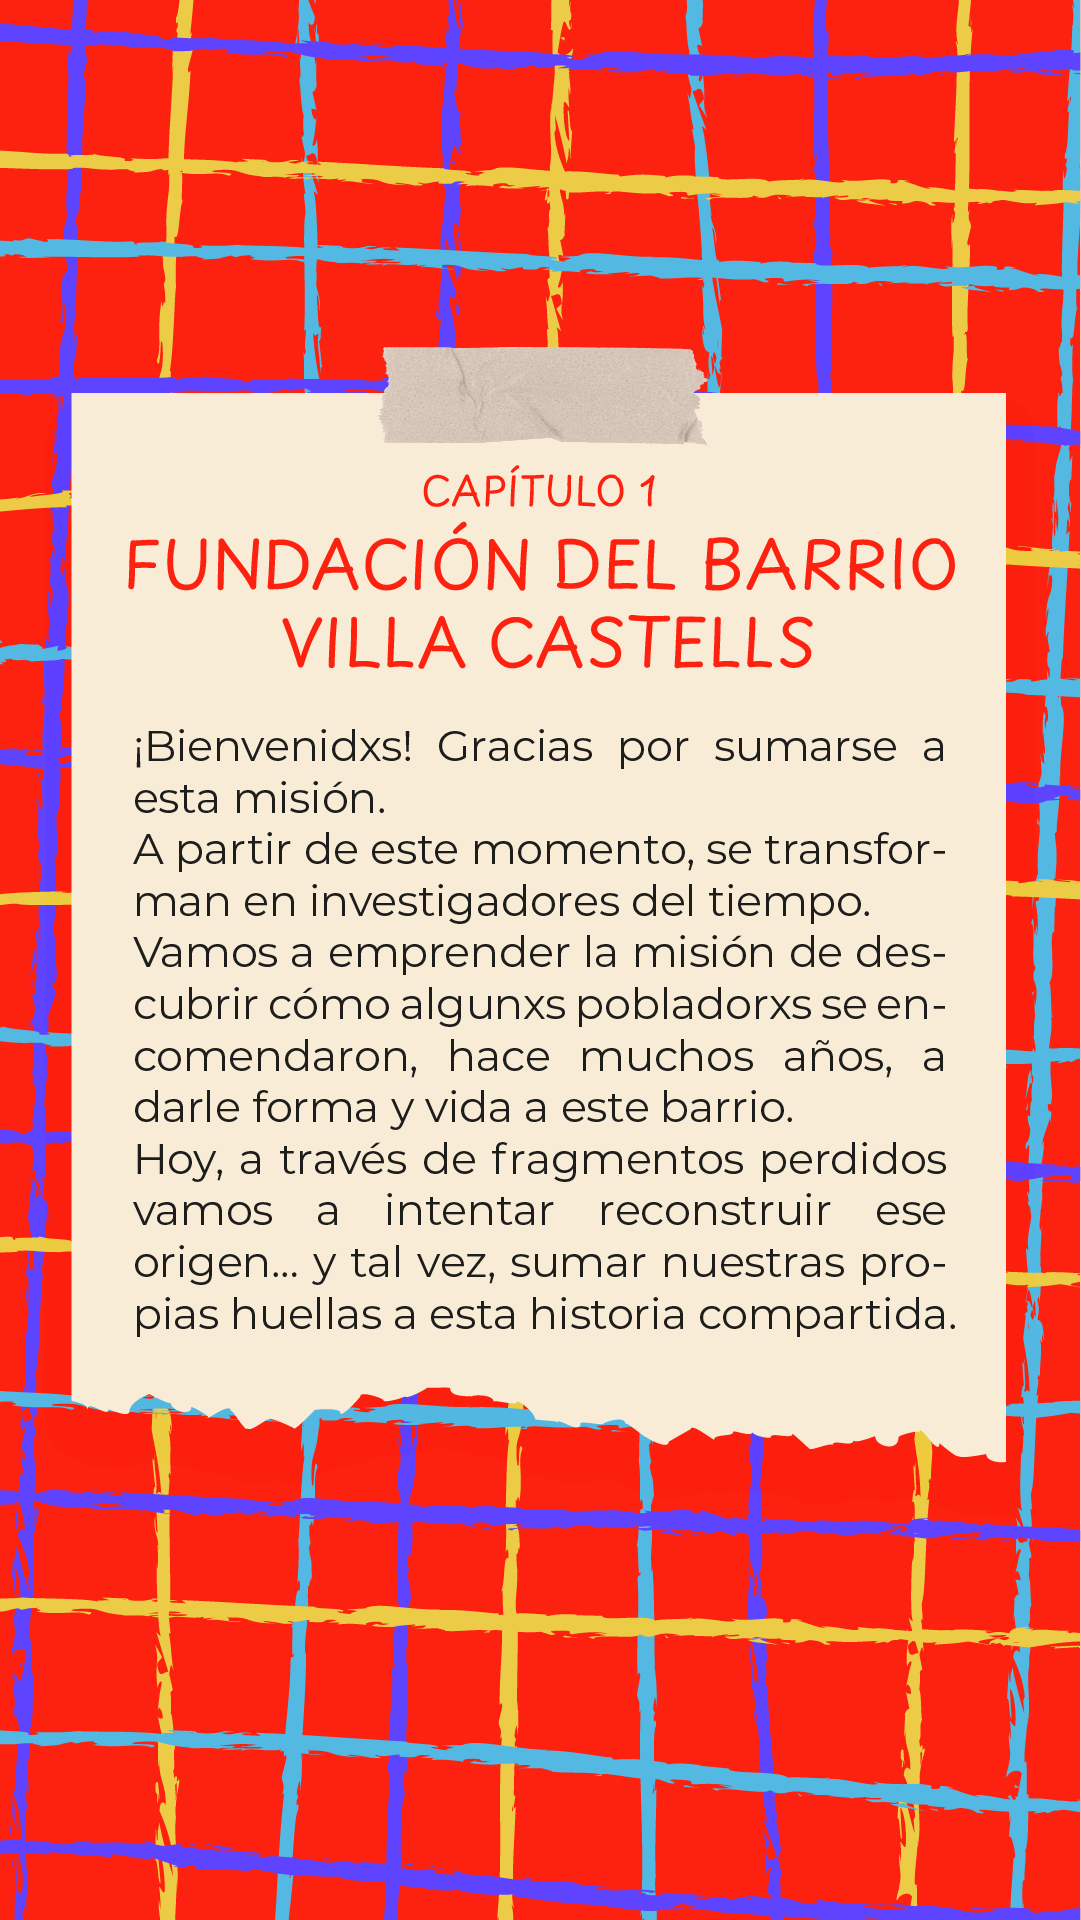 CAPÍTULO 1
FUNDACIÓN DEL BARRIO
VILLA CASTELLS
¡Bienvenidxs! Gracias por sumarse a
esta misión.
A partir de este momento, se transfor-
man en investigadores del tiempo.
Vamos a emprender la misión de des-
cubrir cómo algunxs pobladorxs se en-
comendaron, hace muchos años, a
darle forma y vida a este barrio.
Hoy, a través de fragmentos perdidos
vamos a intentar reconstruir ese
origen... y tal vez, sumar nuestras pro-
pias huellas a esta historia compartida.